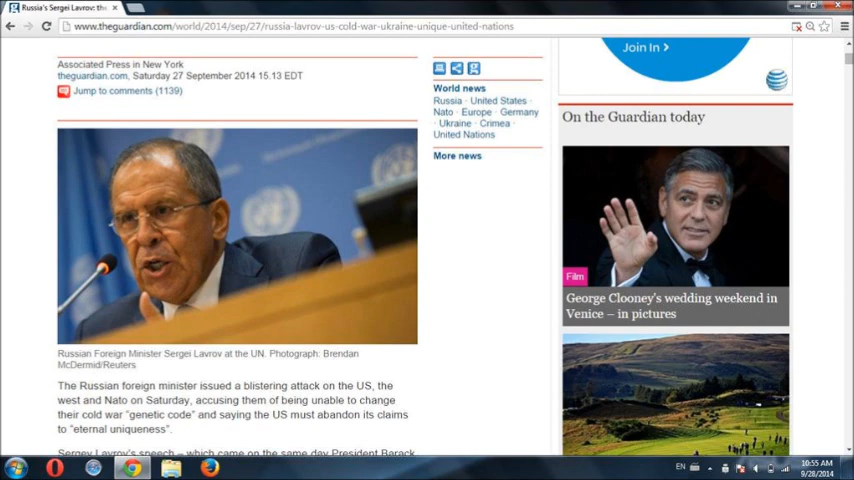 Russia's Sergei Lavrov: the
www.theguardian.com/world/2014/sep/27/russia-lavrov-us-cold-war-ukraine-unique-united-nations
Associated Press in New York
theguardian.com, Saturday 27 September 2014 15.13 EDT
Jump to comments (1139)
Russian Foreign Minister Sergei Lavrov at the UN. Photograph: Brendan
McDermid/Reuters
The Russian foreign minister issued a blistering attack on the US, the
west and Nato on Saturday, accusing them of being unable to change
their cold war “genetic code” and saying the US must abandon its claims
to “eternal uniqueness”.
Sergey Lavrov's speech – which came on the same day President Barack
World news
Russia · United States ·
Nato · Europe · Germany
· Ukraine · Crimea ·
United Nations
More news
Join In >
at&t
On the Guardian today
Film
George Clooney's wedding weekend in
Venice – in pictures
EN
10:55 AM
9/28/2014